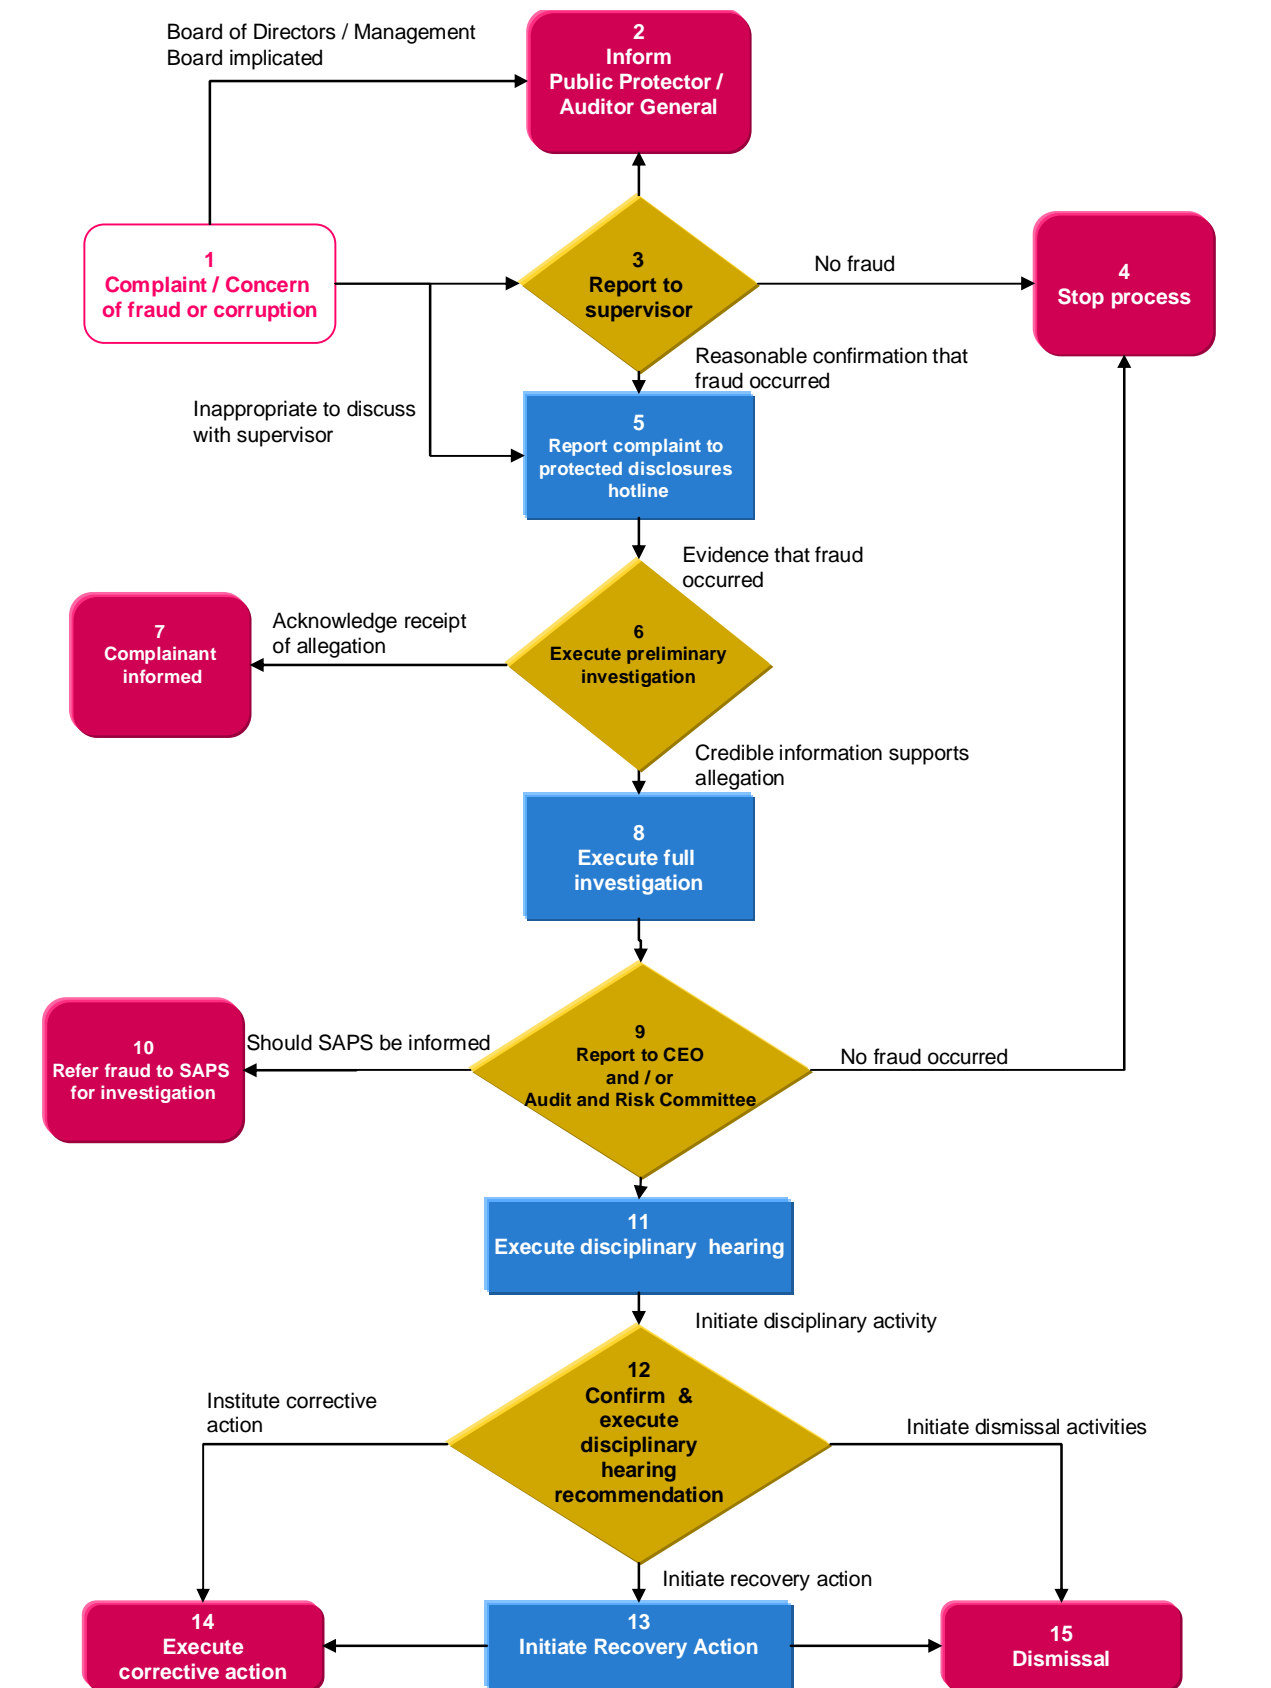 Board of Directors / Management
Board implicated
2
Inform
Public Protector /
Auditor General
1
Complaint / Concern
of fraud or corruption
3
Report to
supervisor
No fraud
4
Stop process
Reasonable confirmation that
fraud occurred
Inappropriate to discuss
with supervisor
5
Report complaint to
protected disclosures
hotline
Evidence that fraud
occurred
7
Complainant
informed
Acknowledge receipt
of allegation
6
Execute preliminary
investigation
Credible information supports
allegation
8
Execute full
investigation
10
Refer fraud to SAPS
for investigation
Should SAPS be informed
9
Report to CEO
and / or
Audit and Risk Committee
No fraud occurred
11
Execute disciplinary hearing
Initiate disciplinary activity
Institute corrective
action
12
Confirm &
execute
disciplinary
hearing
recommendation
Initiate dismissal activities
Initiate recovery action
14
Execute
corrective action
13
Initiate Recovery Action
15
Dismissal